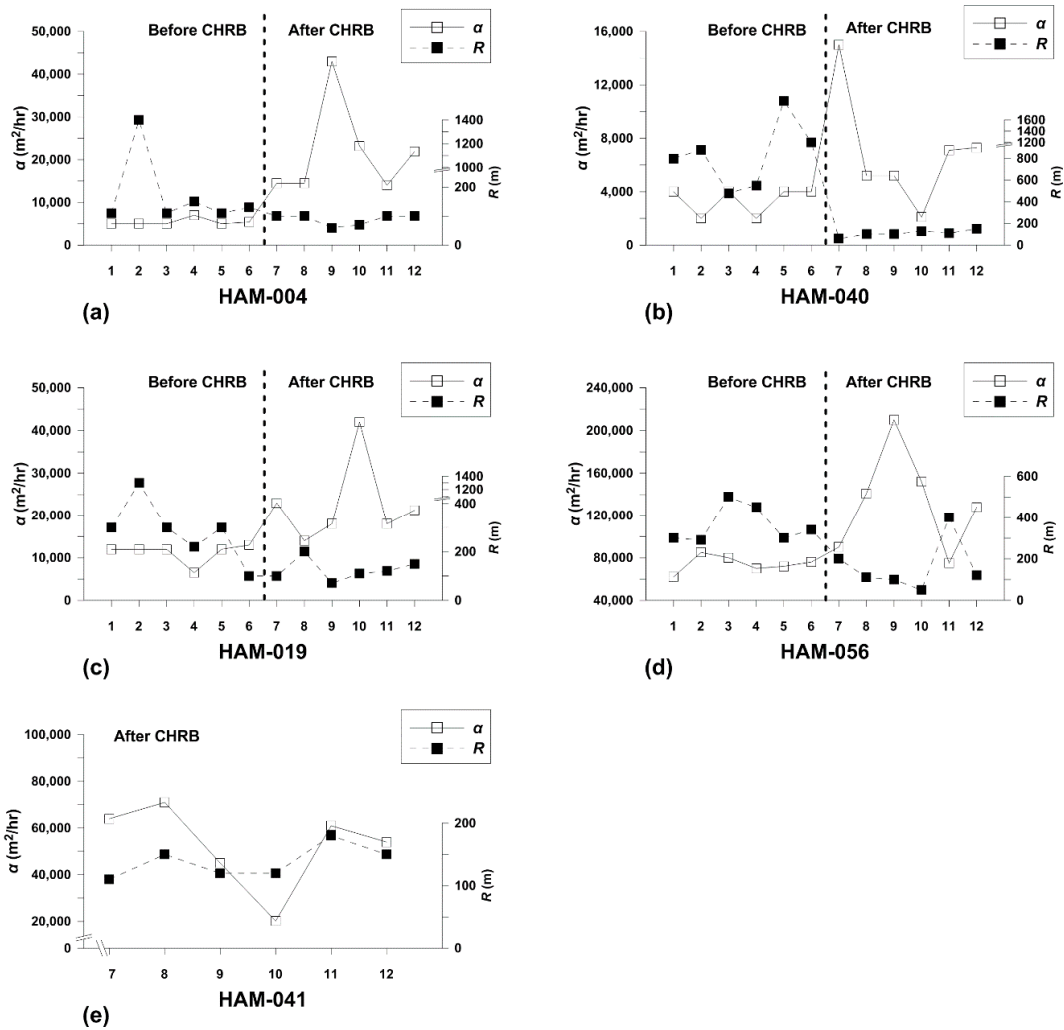 50,000
40,000
30,000
20,000
10,000
0
α (m²/hr)
Before CHRB
After CHRB
α
R
1400
1200
1000
200
0
R (m)
1 2 3 4 5 6 7 8 9 10 11 12
HAM-004
(a)
16,000
12,000
8,000
4,000
0
α (m²/hr)
Before CHRB
After CHRB
α
R
1600
1400
1200
800
600
400
200
0
R (m)
1 2 3 4 5 6 7 8 9 10 11 12
HAM-040
(b)
50,000
40,000
30,000
20,000
10,000
0
α (m²/hr)
Before CHRB
After CHRB
α
R
1400
1200
400
200
0
R (m)
1 2 3 4 5 6 7 8 9 10 11 12
HAM-019
(c)
240,000
200,000
160,000
120,000
80,000
40,000
α (m²/hr)
Before CHRB
After CHRB
α
R
600
400
200
0
R (m)
1 2 3 4 5 6 7 8 9 10 11 12
HAM-056
(d)
100,000
80,000
60,000
40,000
20,000
0
α (m²/hr)
After CHRB
α
R
200
100
0
R (m)
7 8 9 10 11 12
HAM-041
(e)